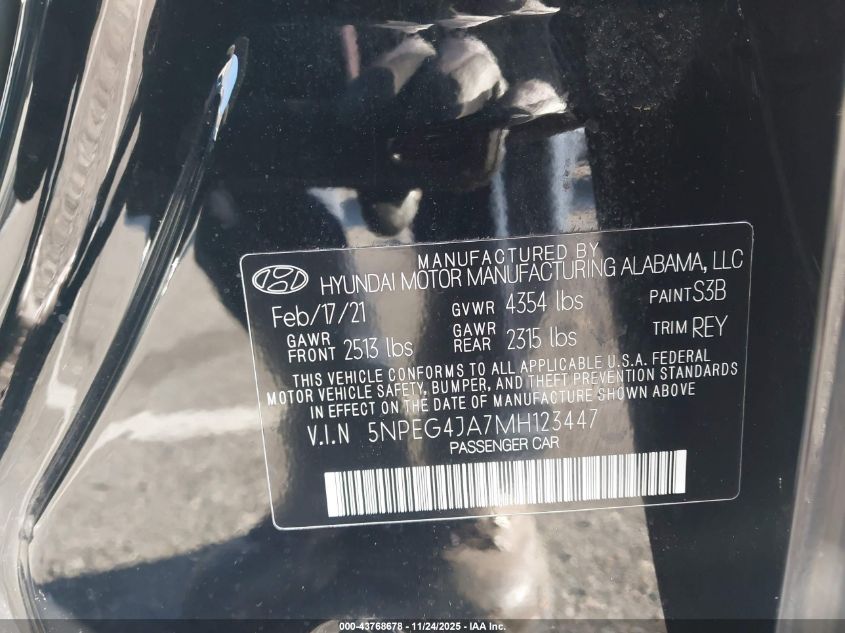 MANUFACTURED BY
HYUNDAI MOTOR MANUFACTURING ALABAMA, LLC
Feb/17/21 GVWR 4354 lbs PAINT S3B
GAWR FRONT 2513 lbs GAWR REAR 2315 lbs TRIM REY
THIS VEHICLE CONFORMS TO ALL APPLICABLE U.S.A. FEDERAL
MOTOR VEHICLE SAFETY, BUMPER, AND THEFT PREVENTION STANDARDS
IN EFFECT ON THE DATE OF MANUFACTURE SHOWN ABOVE
V.I.N 5NPEG4JA7MH123447
PASSENGER CAR
000-43768678 - 11/24/2025 - IAA Inc.